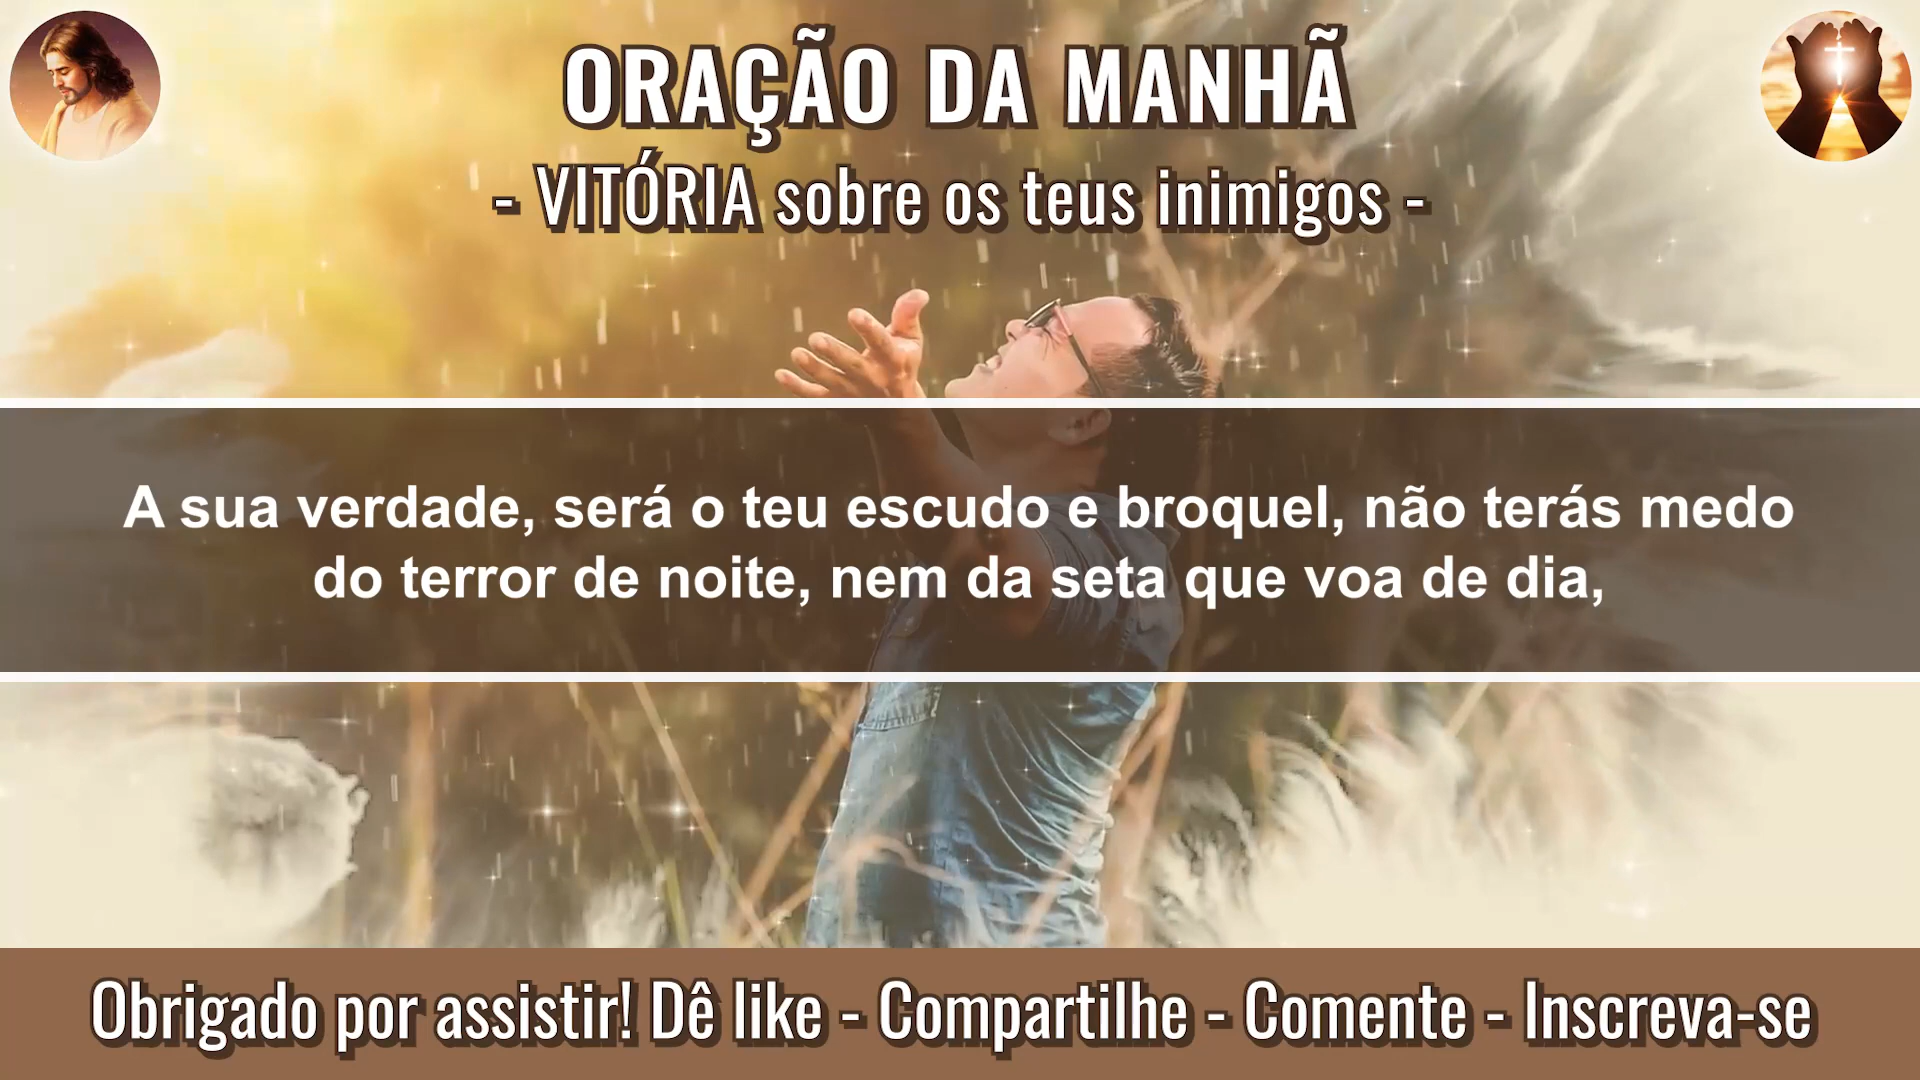 ORAÇÃO DA MANHÃ
- VITÓRIA sobre os teus inimigos -
A sua verdade, será o teu escudo e broquel, não terás medo
do terror de noite, nem da seta que voa de dia,
Obrigado por assistir! Dê like - Compartilhe - Comente - Inscreva-se